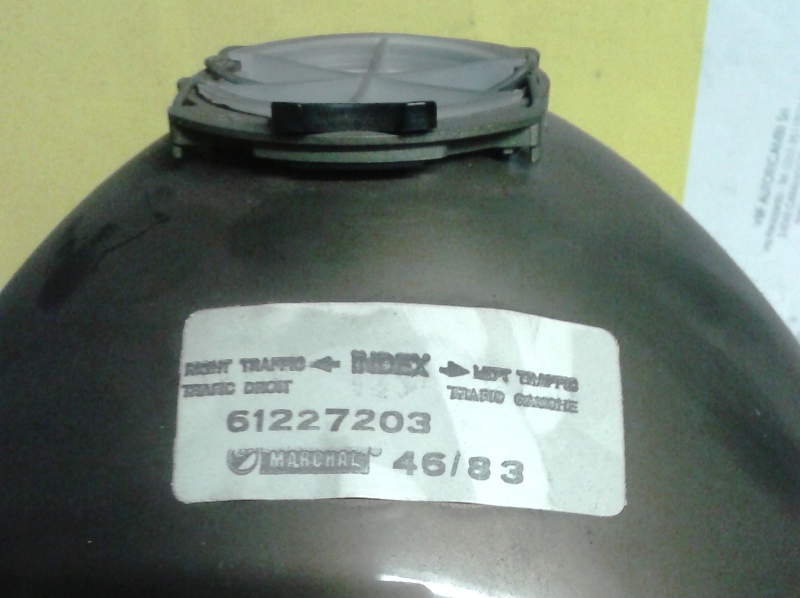 RIGHT TRAFFIC ← INDEX → LEFT TRAFFIC
TRAFIC DROIT TRAFIC GAUCHE
61227203
MARCHAL 46/83